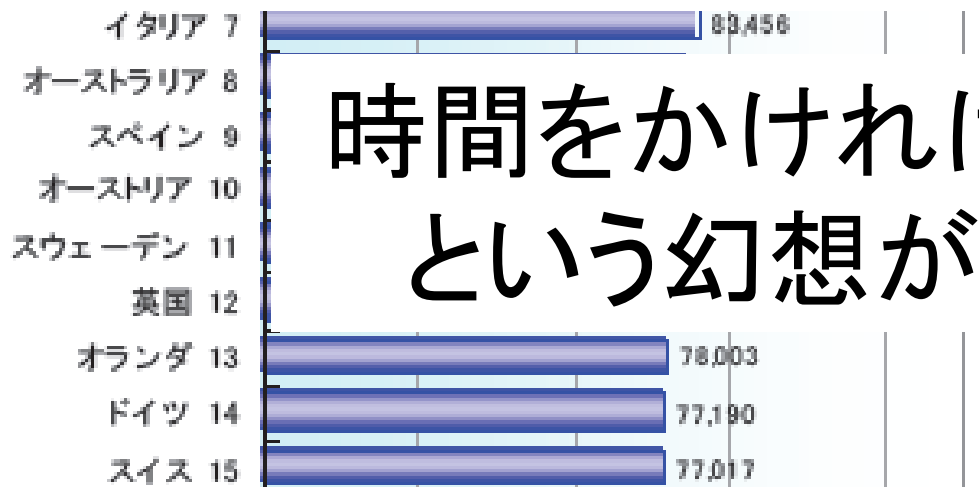 イタリア 7 83,456
オーストラリア 8
スペイン 9
オーストリア 10
スウェーデン 11
英国 12
オランダ 13 78,003
ドイツ 14 77,190
スイス 15 77,017
時間をかけれ
という幻想が